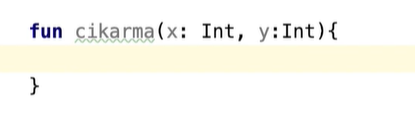 fun cikarma(x: Int, y:Int){
}